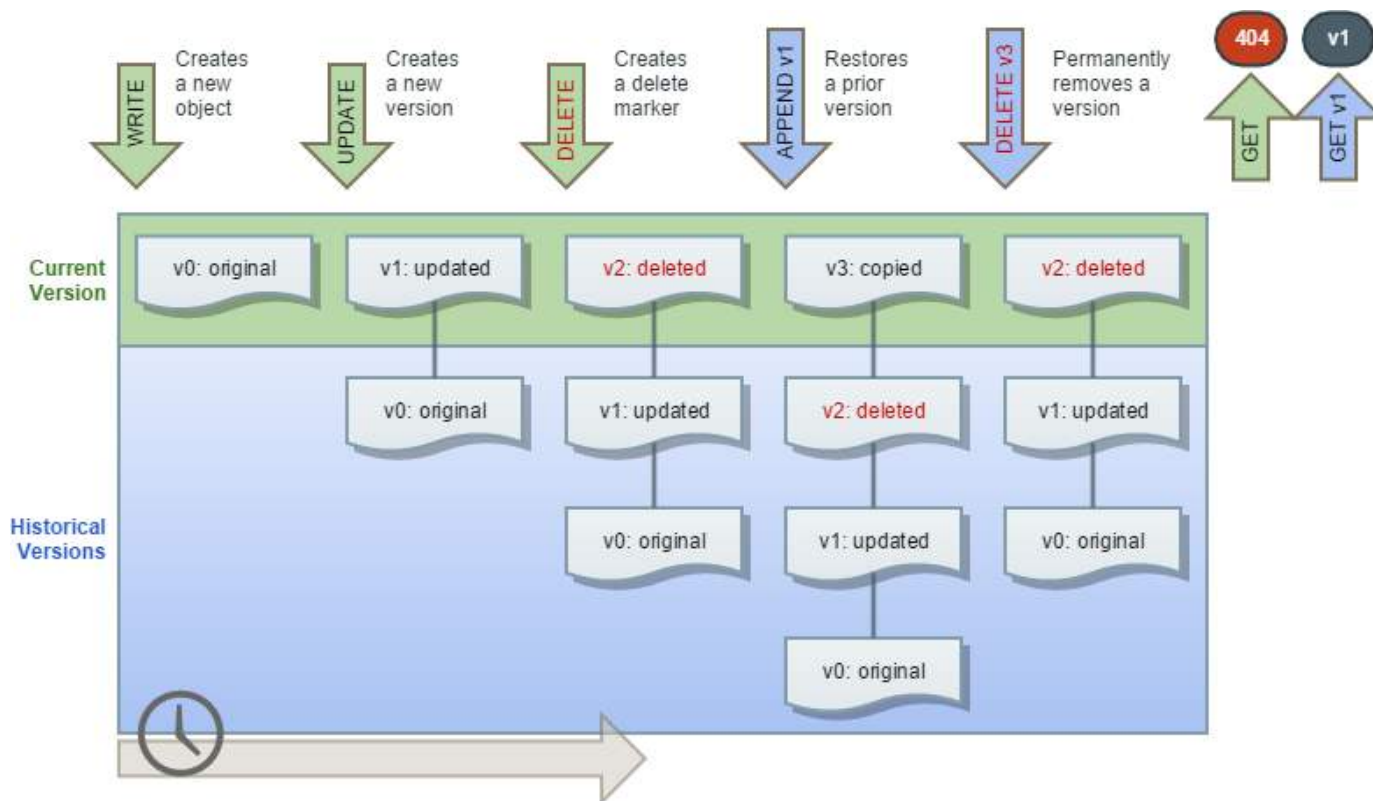 404
v1
WRITE
Creates
a new
object
UPDATE
Creates
a new
version
DELETE
Creates
a delete
marker
APPEND v1
Restores
a prior
version
DELETE v3
Permanently
removes a
version
GET
GET v1
Current
Version
v0: original
v1: updated
v2: deleted
v3: copied
v2: deleted
v0: original
v1: updated
v2: deleted
v1: updated
Historical
Versions
v0: original
v1: updated
v0: original
v0: original